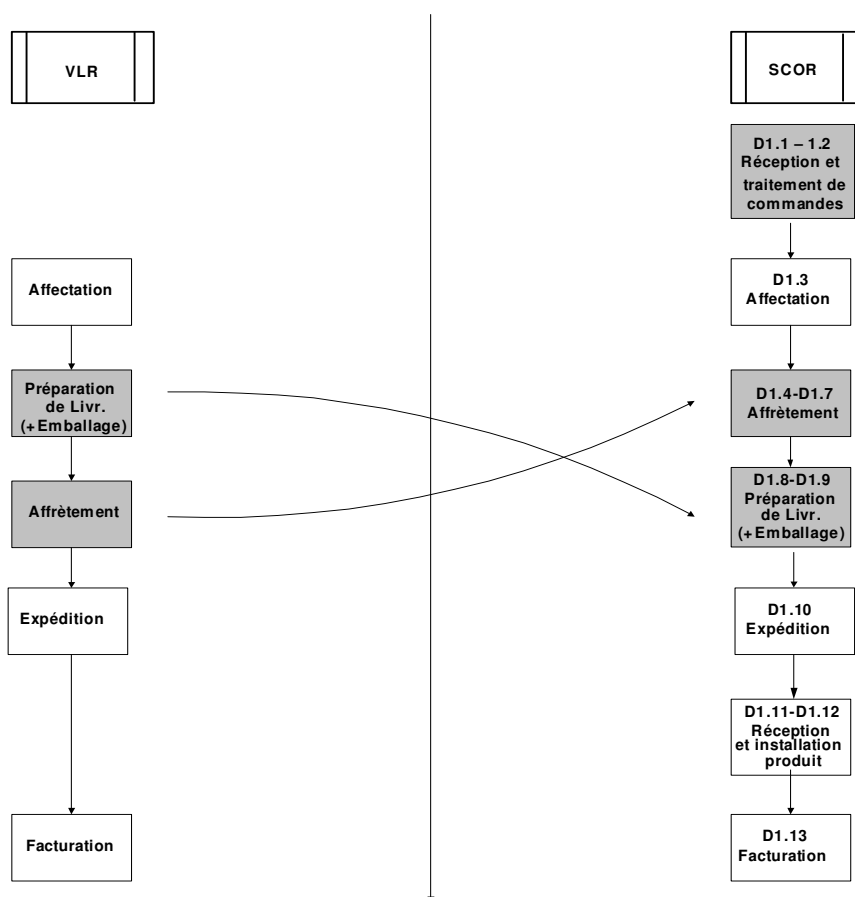 VLR
Affectation
Préparation
de Livr.
(+Emballage)
Affrètement
Expédition
Facturation
SCOR
D1.1 – 1.2
Réception et
traitement de
commandes
D1.3
Affectation
D1.4-D1.7
Affrètement
D1.8-D1.9
Préparation
de Livr.
(+Emballage)
D1.10
Expédition
D1.11-D1.12
Réception
et installation
produit
D1.13
Facturation